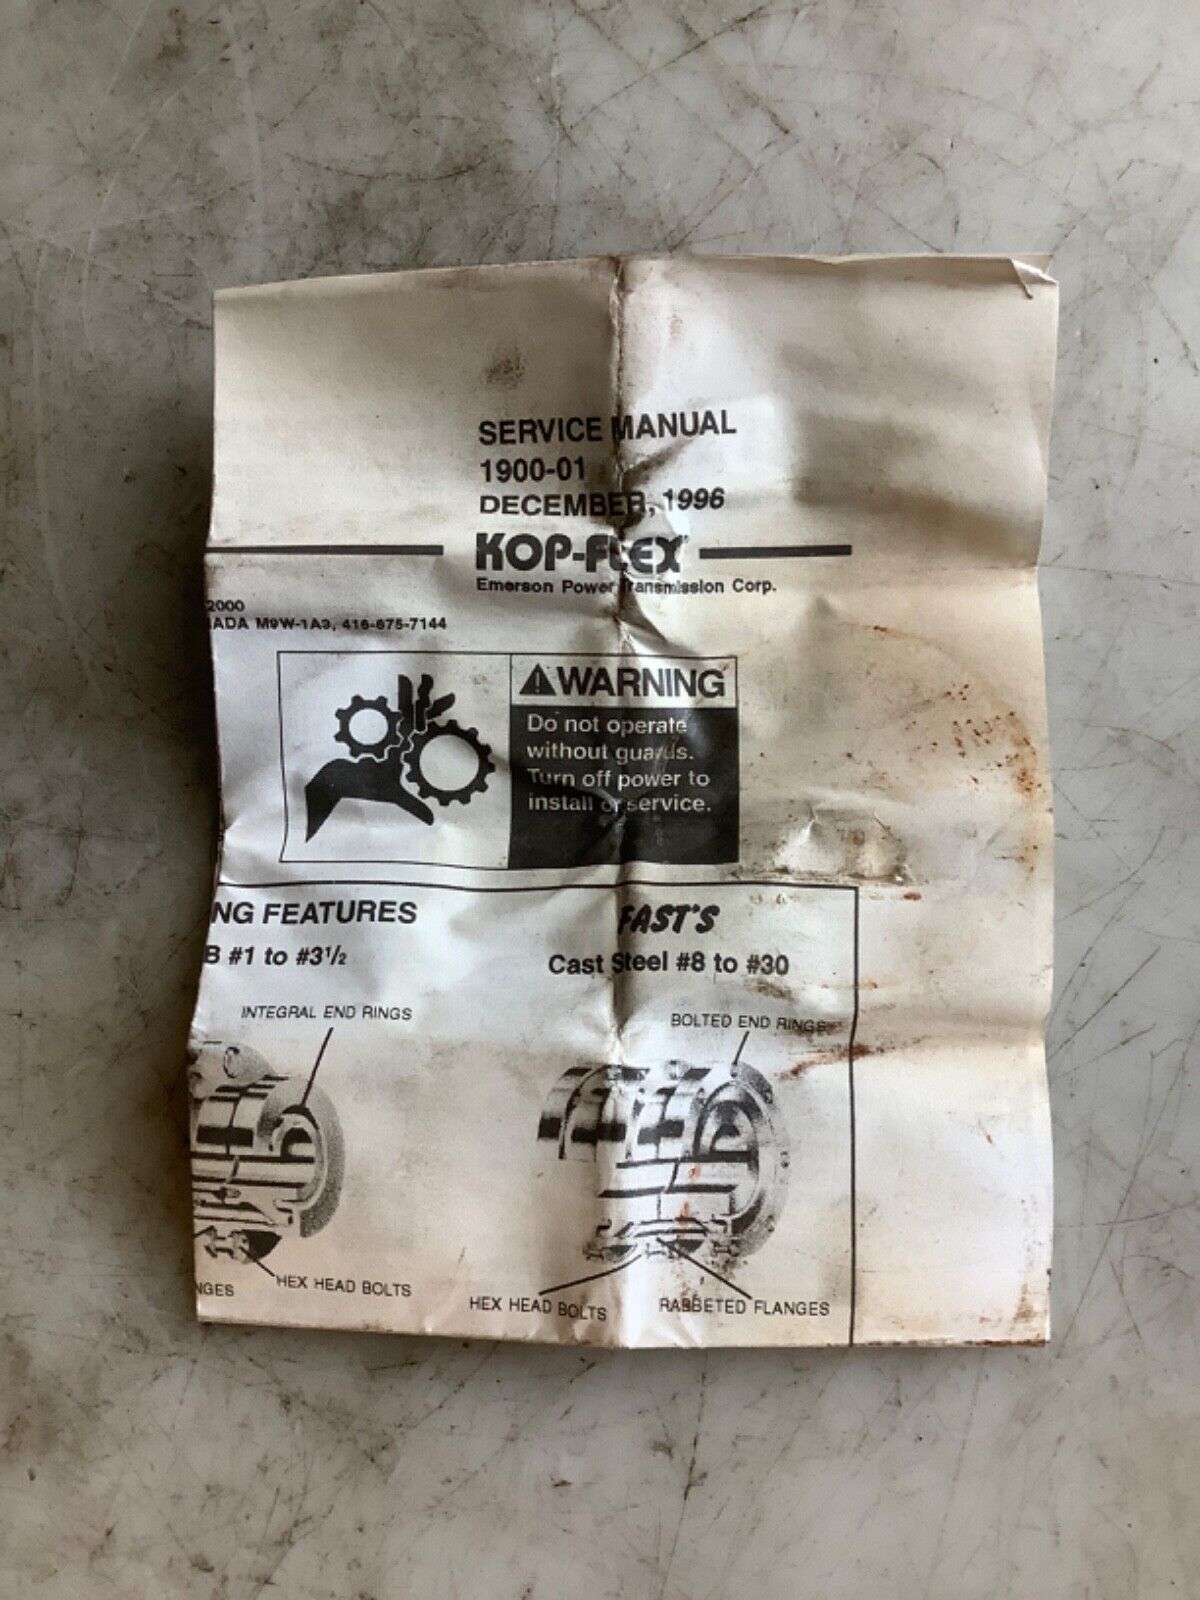 SERVICE MANUAL
1900-01
DECEMBER, 1996
KOP-FLEX
Emerson Power Transmission Corp.
2000
ADA M9W-1A3, 416-675-7144
WARNING
Do not operate
without guards.
Turn off power to
install or service.
NG FEATURES
B #1 to #3½
INTEGRAL END RINGS
NGES
HEX HEAD BOLTS
FAST'S
Cast Steel #8 to #30
BOLTED END RINGS
HEX HEAD BOLTS
RABBETED FLANGES